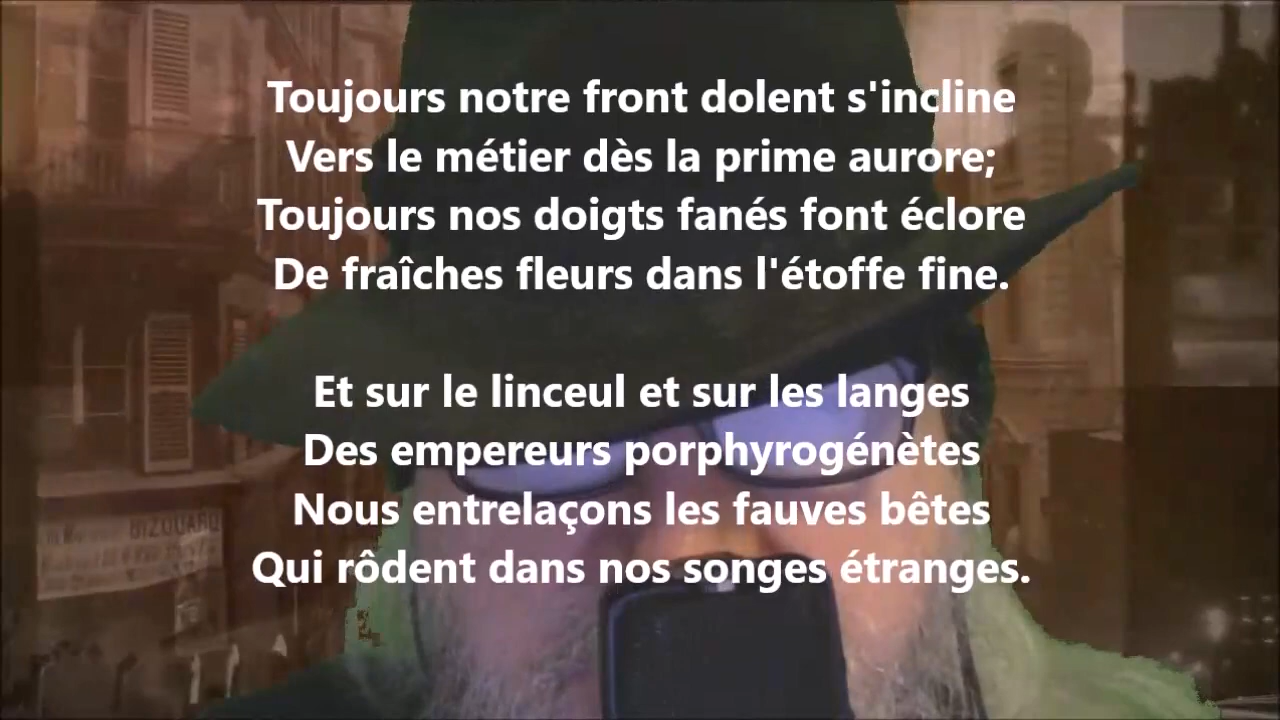 Toujours notre front dolent s'incline
Vers le métier dès la prime aurore;
Toujours nos doigts fanés font éclore
De fraîches fleurs dans l'étoffe fine.
Et sur le linceul et sur les langes
Des empereurs porphyrogénètes
Nous entrelaçons les fauves bêtes
Qui rôdent dans nos songes étranges.
BIZOUARD